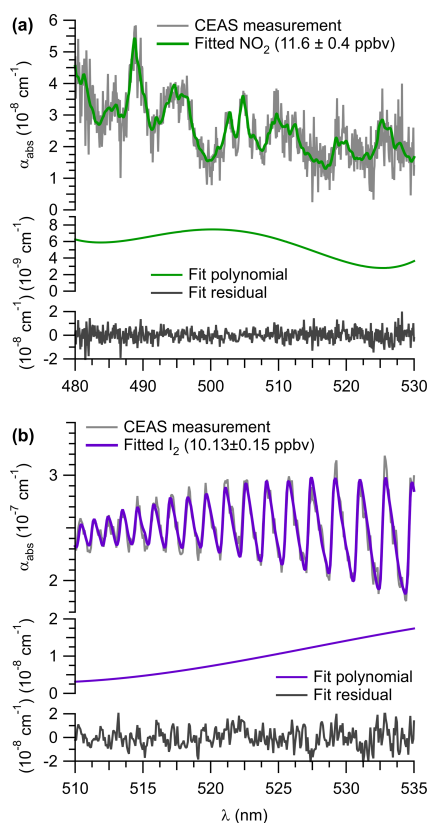 (a)
CEAS measurement
Fitted NO₂ (11.6 ± 0.4 ppbv)
6
5
4
3
2
1
0
α_abs (10⁻⁸ cm⁻¹)
8
6
4
2
0
(10⁻⁹ cm⁻¹)
Fit polynomial
Fit residual
2
0
-2
(10⁻⁸ cm⁻¹)
480 490 500 510 520 530
(b)
CEAS measurement
Fitted I₂ (10.13±0.15 ppbv)
3
2
α_abs (10⁻⁷ cm⁻¹)
2
1
0
(10⁻⁸ cm⁻¹)
Fit polynomial
Fit residual
2
0
-2
(10⁻⁸ cm⁻¹)
510 515 520 525 530 535
λ (nm)